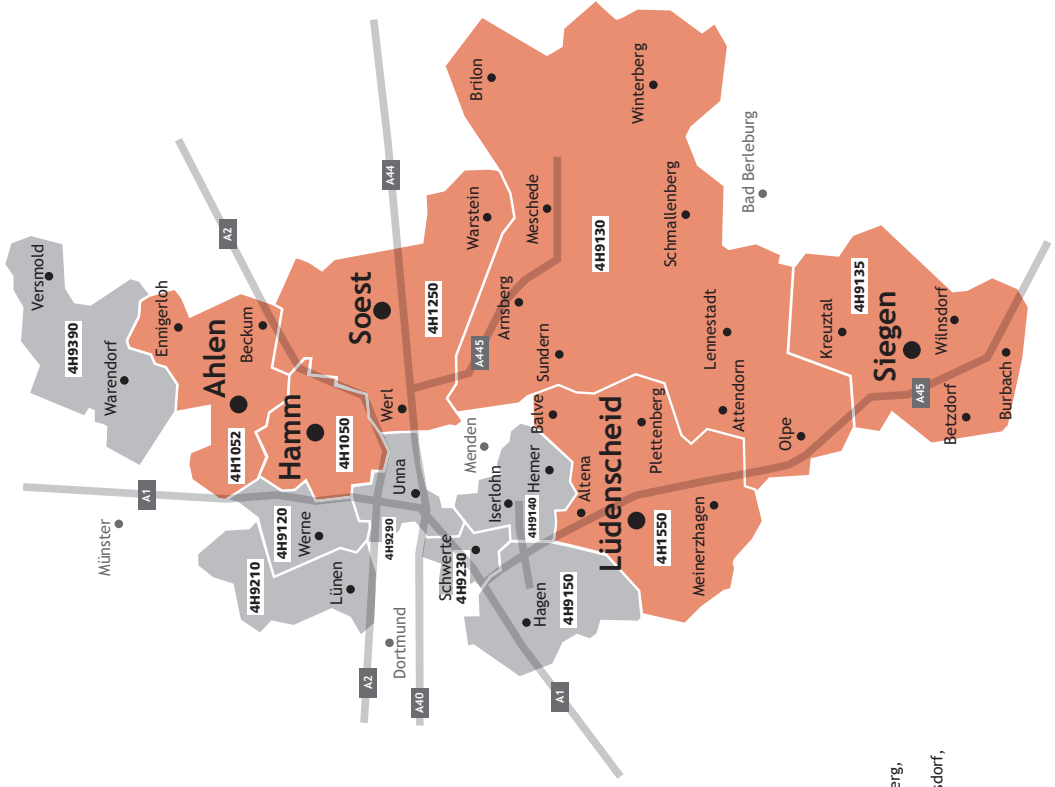 Versmold
4H9390
Münster
Warendorf
A1
Ennigerloh
Ahlen
A2
4H1052
Beckum
4H9210
4H9120
Hamm
Werne
Lünen
4H1050
Soest
A2
Werl
A44
4H9290
Dortmund
Unna
A40
4H1250
Schwerte
4H9230
Menden
Warstein
Brilon
A445
Iserlohn
Arnsberg
4H9140
Hemer
Meschede
Balve
Hagen
Sundern
A1
4H9150
Altena
4H9130
Lüdenscheid
Winterberg
Plettenberg
4H1550
Schmallenberg
Meinerzhagen
Lennestadt
Attendorn
Bad Berleburg
Olpe
Kreuztal
4H9135
Siegen
erg,
A45
sdorf,
Wilnsdorf
Betzdorf
Burbach